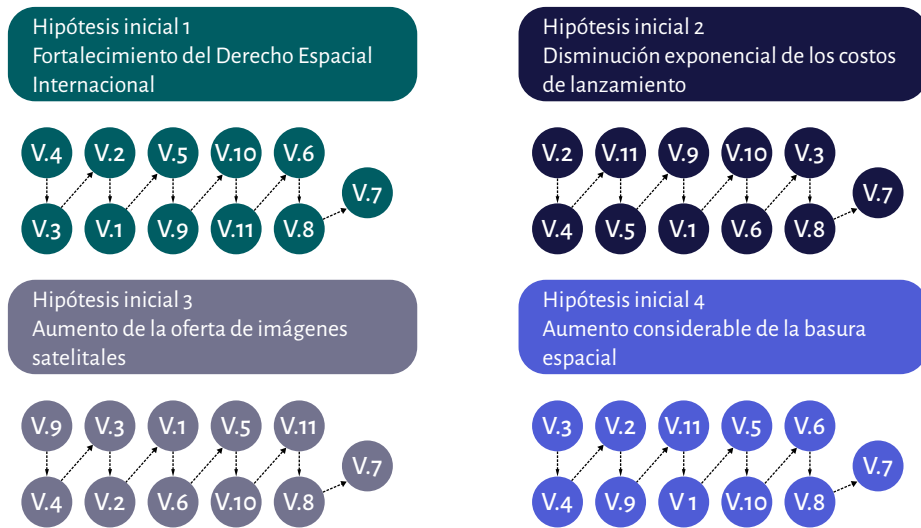 Hipótesis inicial 1
Fortalecimiento del Derecho Espacial
Internacional
V.4 V.2 V.5 V.10 V.6
V.7
V.3 V.1 V.9 V.11 V.8
Hipótesis inicial 2
Disminución exponencial de los costos
de lanzamiento
V.2 V.11 V.9 V.10 V.3
V.7
V.4 V.5 V.1 V.6 V.8
Hipótesis inicial 3
Aumento de la oferta de imágenes
satelitales
V.9 V.3 V.1 V.5 V.11
V.7
V.4 V.2 V.6 V.10 V.8
Hipótesis inicial 4
Aumento considerable de la basura
espacial
V.3 V.2 V.11 V.5 V.6
V.7
V.4 V.9 V 1 V.10 V.8